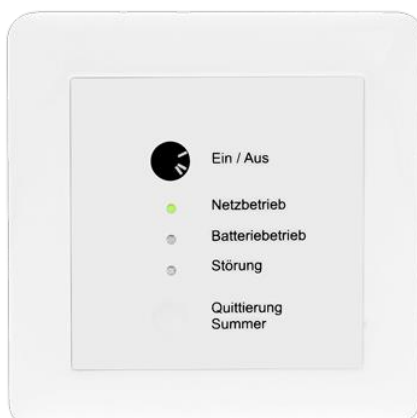 Ein / Aus
Netzbetrieb
Batteriebetrieb
Störung
Quittierung
Summer